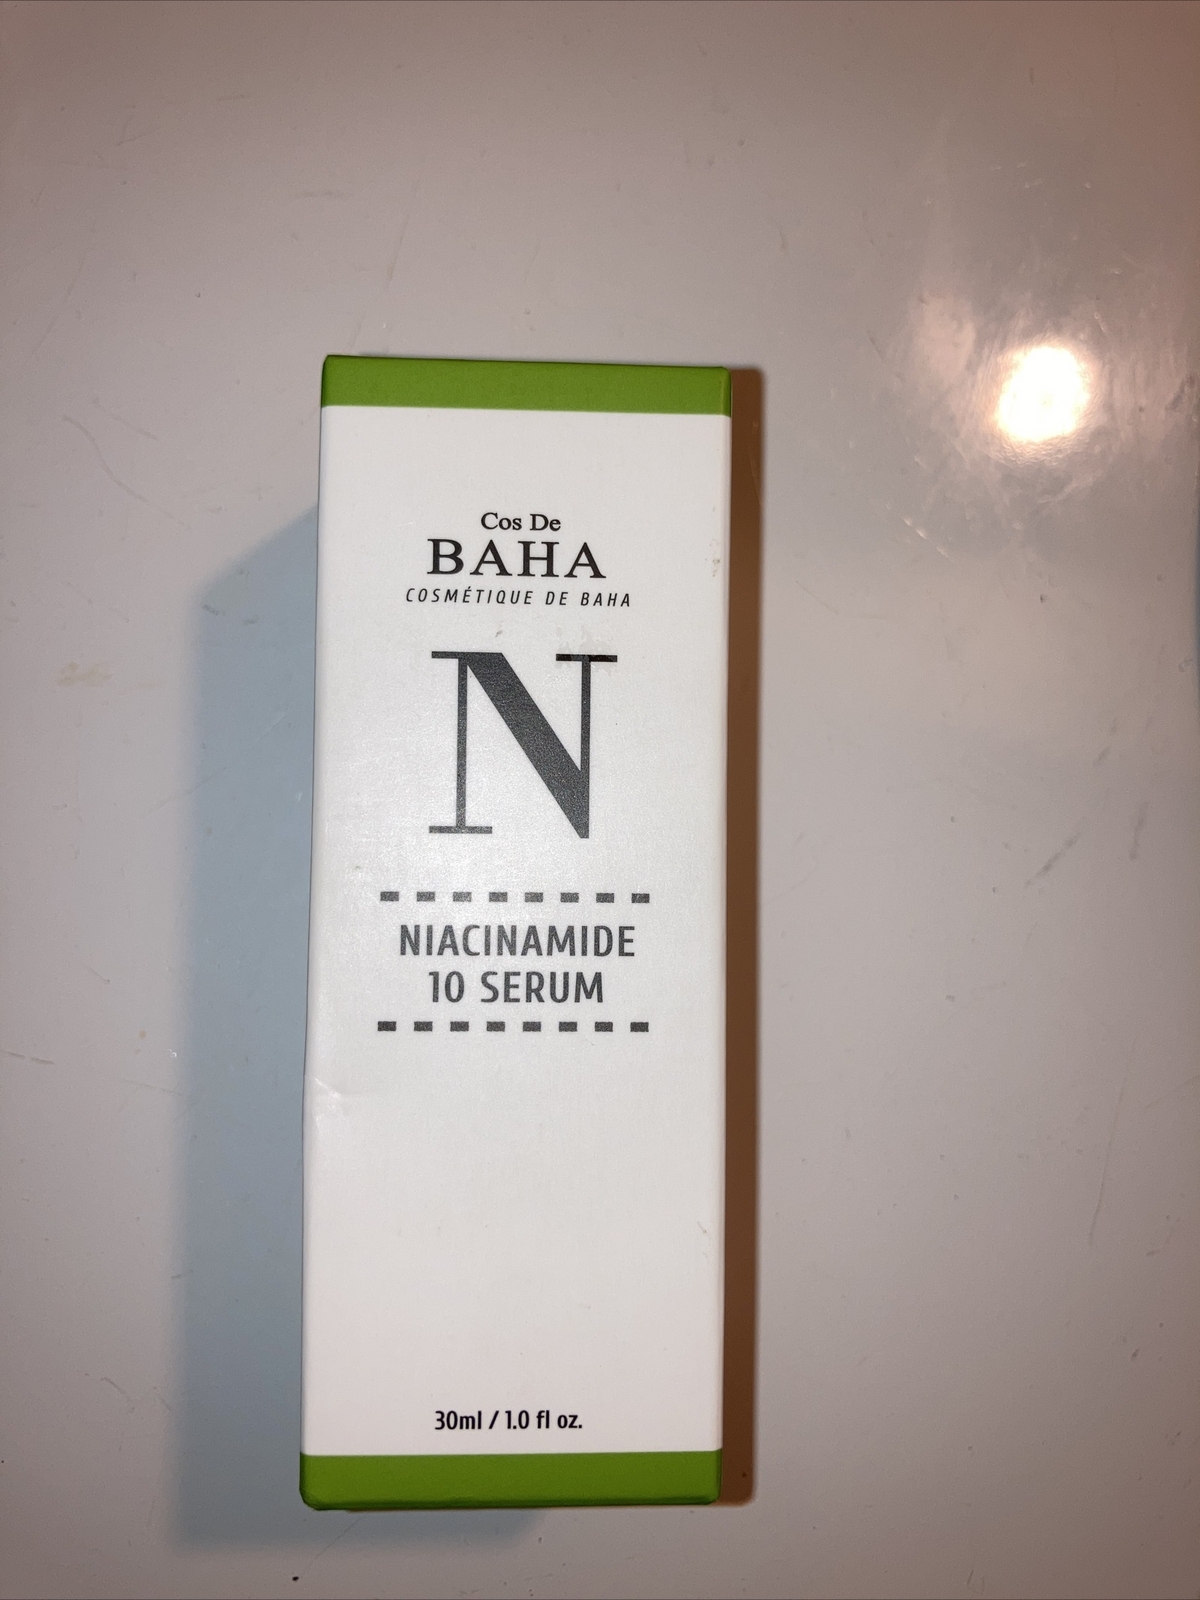 Cos De
BAHA
COSMÉTIQUE DE BAHA
N
NIACINAMIDE
10 SERUM
30ml / 1.0 fl oz.